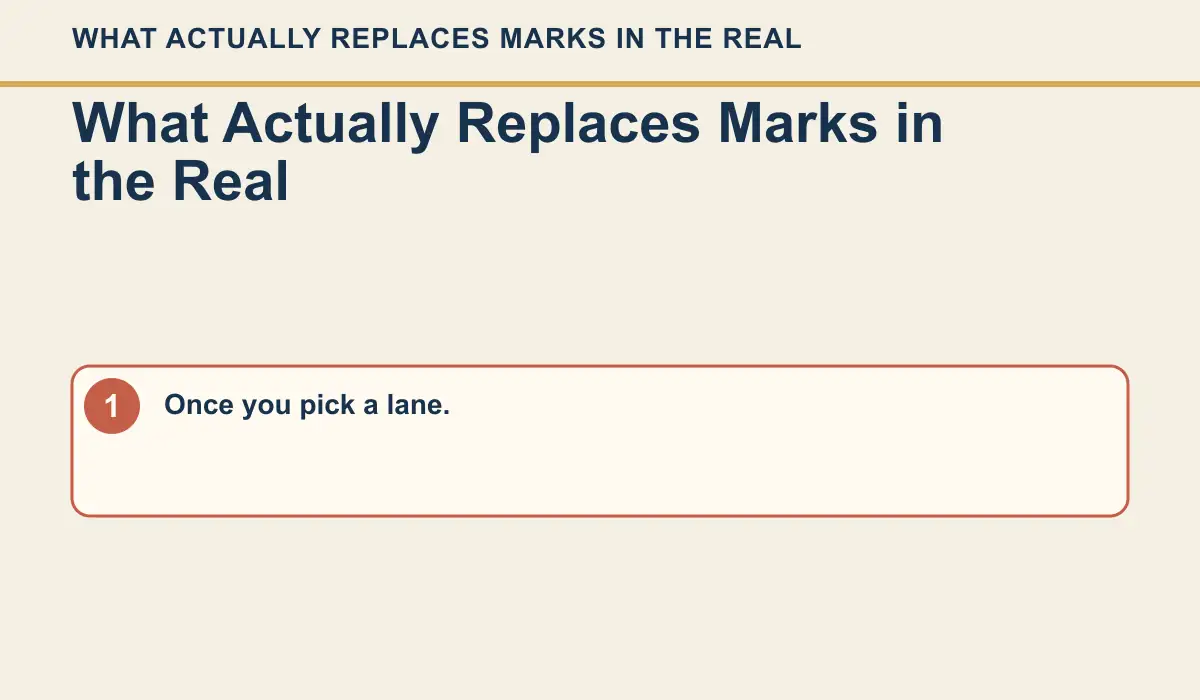 WHAT ACTUALLY REPLACES MARKS IN THE REAL
What Actually Replaces Marks in
the Real
1
Once you pick a lane.